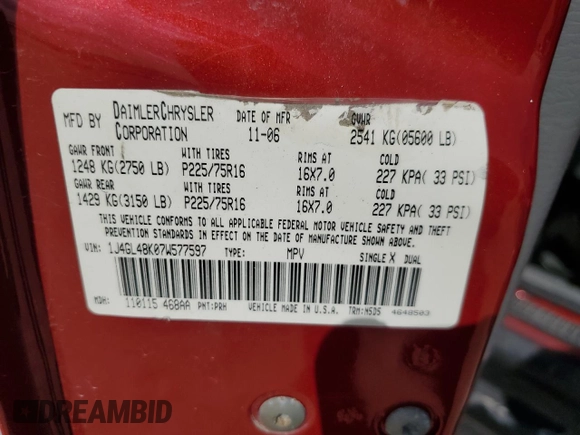 MFD BY DAIMLERCHRYSLER CORPORATION DATE OF MFR 11-06 GVWR 2541 KG(05600 LB)
GAWR FRONT WITH TIRES RIMS AT COLD
1248 KG(2750 LB) P225/75R16 16X7.0 227 KPA( 33 PSI)
GAWR REAR WITH TIRES RIMS AT COLD
1429 KG(3150 LB) P225/75R16 16X7.0 227 KPA( 33 PSI)
THIS VEHICLE CONFORMS TO ALL APPLICABLE FEDERAL MOTOR VEHICLE SAFETY AND THEFT
PREVENTION STANDARDS IN EFFECT ON THE DATE OF MANUFACTURE SHOWN ABOVE.
VIN: 1J4GL48K07W577597 TYPE: MPV SINGLE X DUAL
MDH: 110115 468AA PNT:PRH VEHICLE MADE IN U.S.A. TRM:M5D5 4648503
DREAMBID